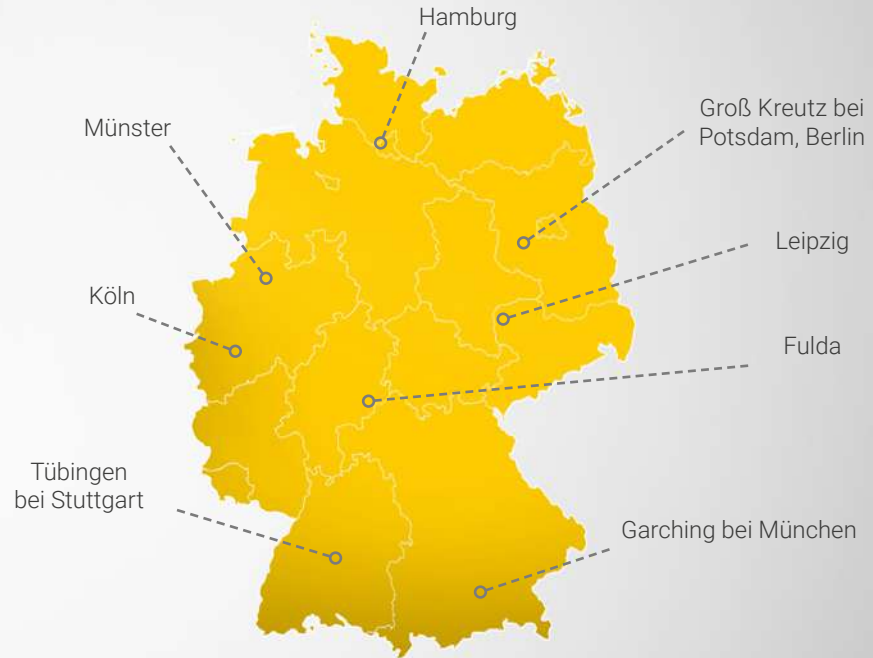 Hamburg
Groß Kreutz bei
Potsdam, Berlin
Münster
Leipzig
Köln
Fulda
Tübingen
bei Stuttgart
Garching bei München